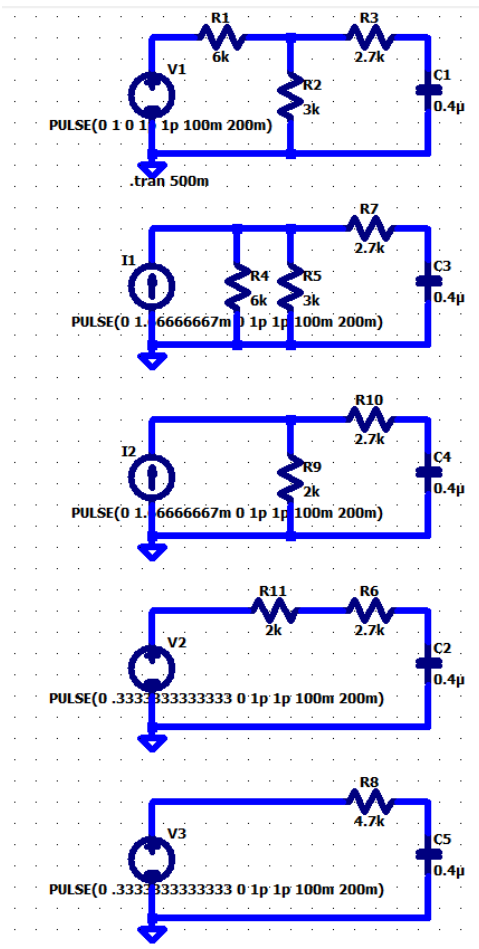 R1 R3
6k 2.7k
V1 R2 C1
3k 0.4µ
PULSE(0 1 0 1p 1p 100m 200m)
.tran 500m
R7
2.7k
I1 R4 R5 C3
6k 3k 0.4µ
PULSE(0 1.66666667m 0 1p 1p 100m 200m)
R10
2.7k
I2 R9 C4
2k 0.4µ
PULSE(0 1.66666667m 0 1p 1p 100m 200m)
R11 R6
2k 2.7k
V2 C2
0.4µ
PULSE(0 .3333333333333 0 1p 1p 100m 200m)
R8
4.7k
V3 C5
0.4µ
PULSE(0 .3333333333333 0 1p 1p 100m 200m)